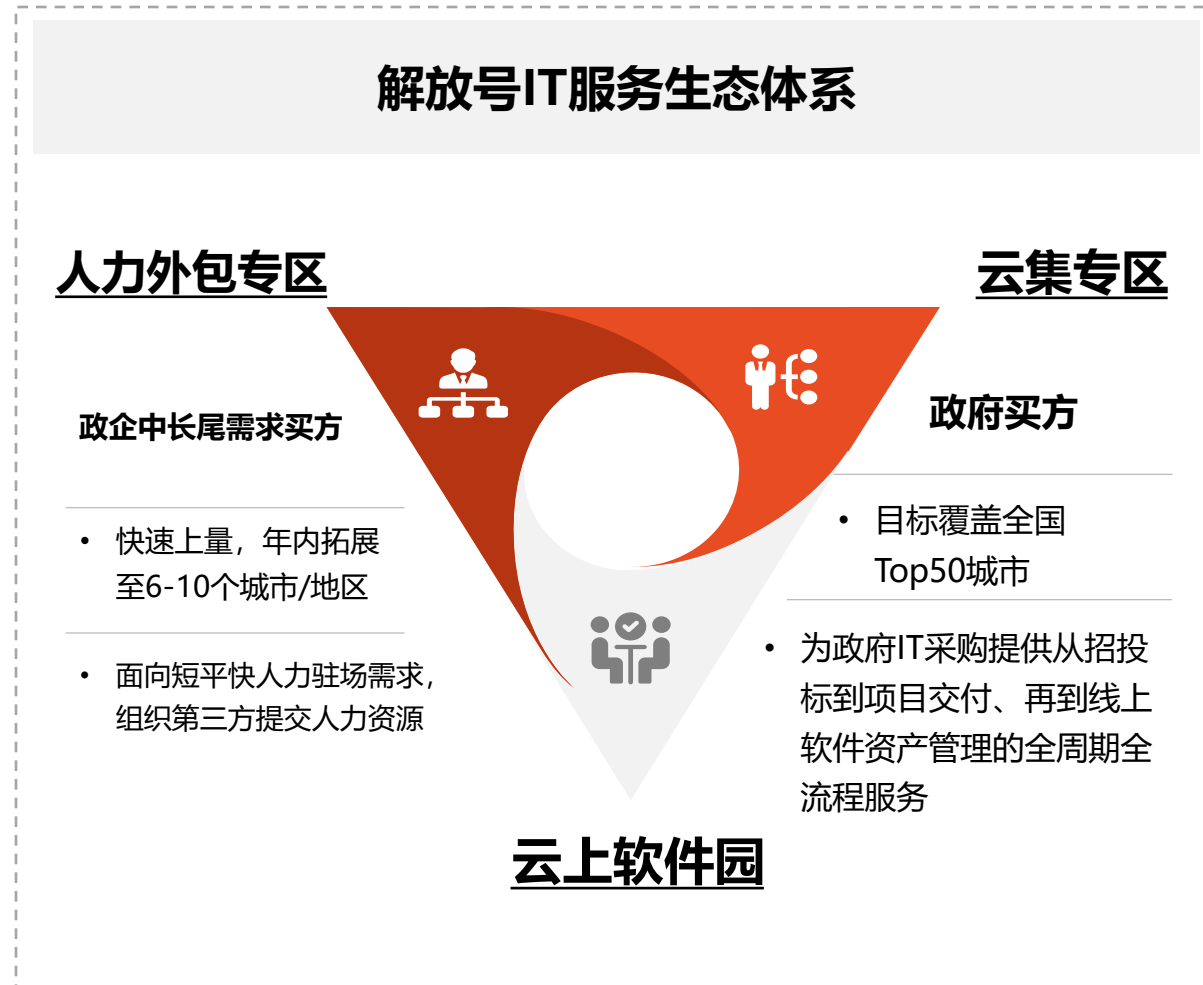 解放号IT服务生态体系
人力外包专区
政企中长尾需求买方
• 快速上量，年内拓展
至6-10个城市/地区
• 面向短平快人力驻场需求，
组织第三方提交人力资源
云集专区
政府买方
• 目标覆盖全国
Top50城市
• 为政府IT采购提供从招投
标到项目交付、再到线上
软件资产管理的全周期全
流程服务
云上软件园